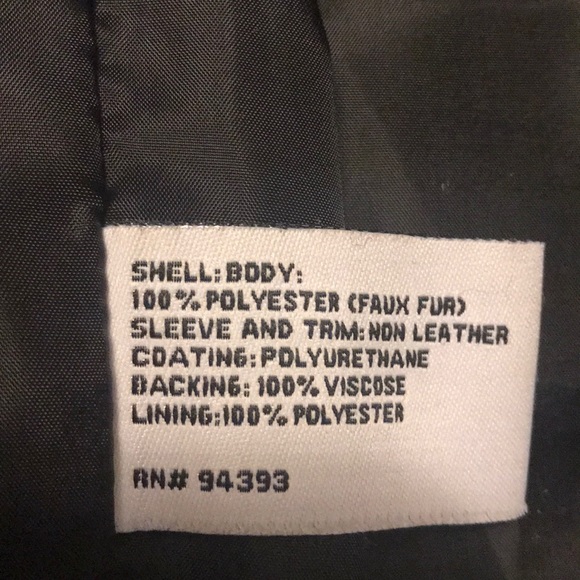 SHELL:BODY:
100% POLYESTER (FAUX FUR)
SLEEVE AND TRIM:NON LEATHER
COATING:POLYURETHANE
BACKING:100% VISCOSE
LINING:100% POLYESTER
RN# 94393